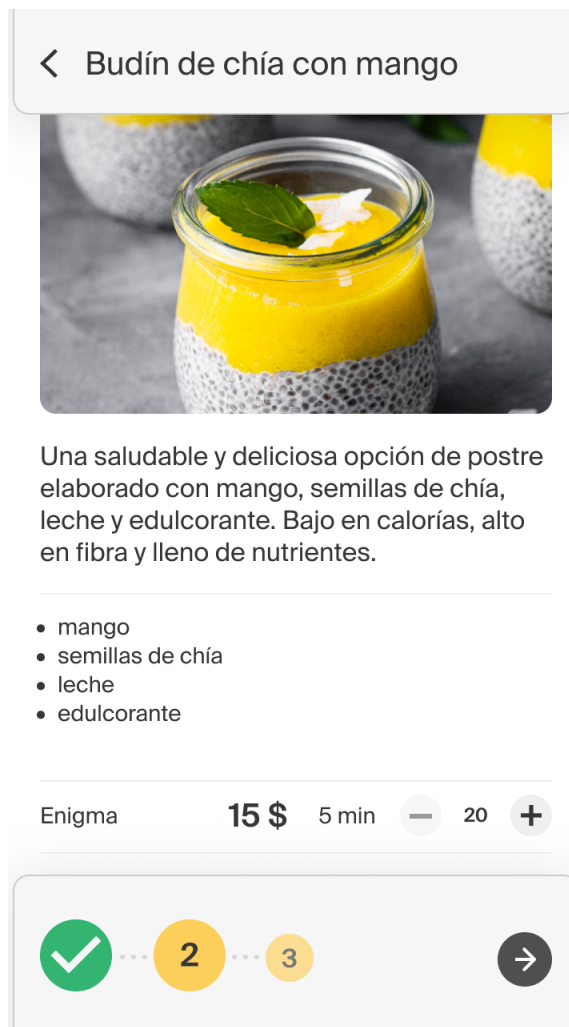 Budín de chía con mango
Una saludable y deliciosa opción de postre
elaborado con mango, semillas de chía,
leche y edulcorante. Bajo en calorías, alto
en fibra y lleno de nutrientes.
• mango
• semillas de chía
• leche
• edulcorante
Enigma 15 $ 5 min − 20 +
2 3